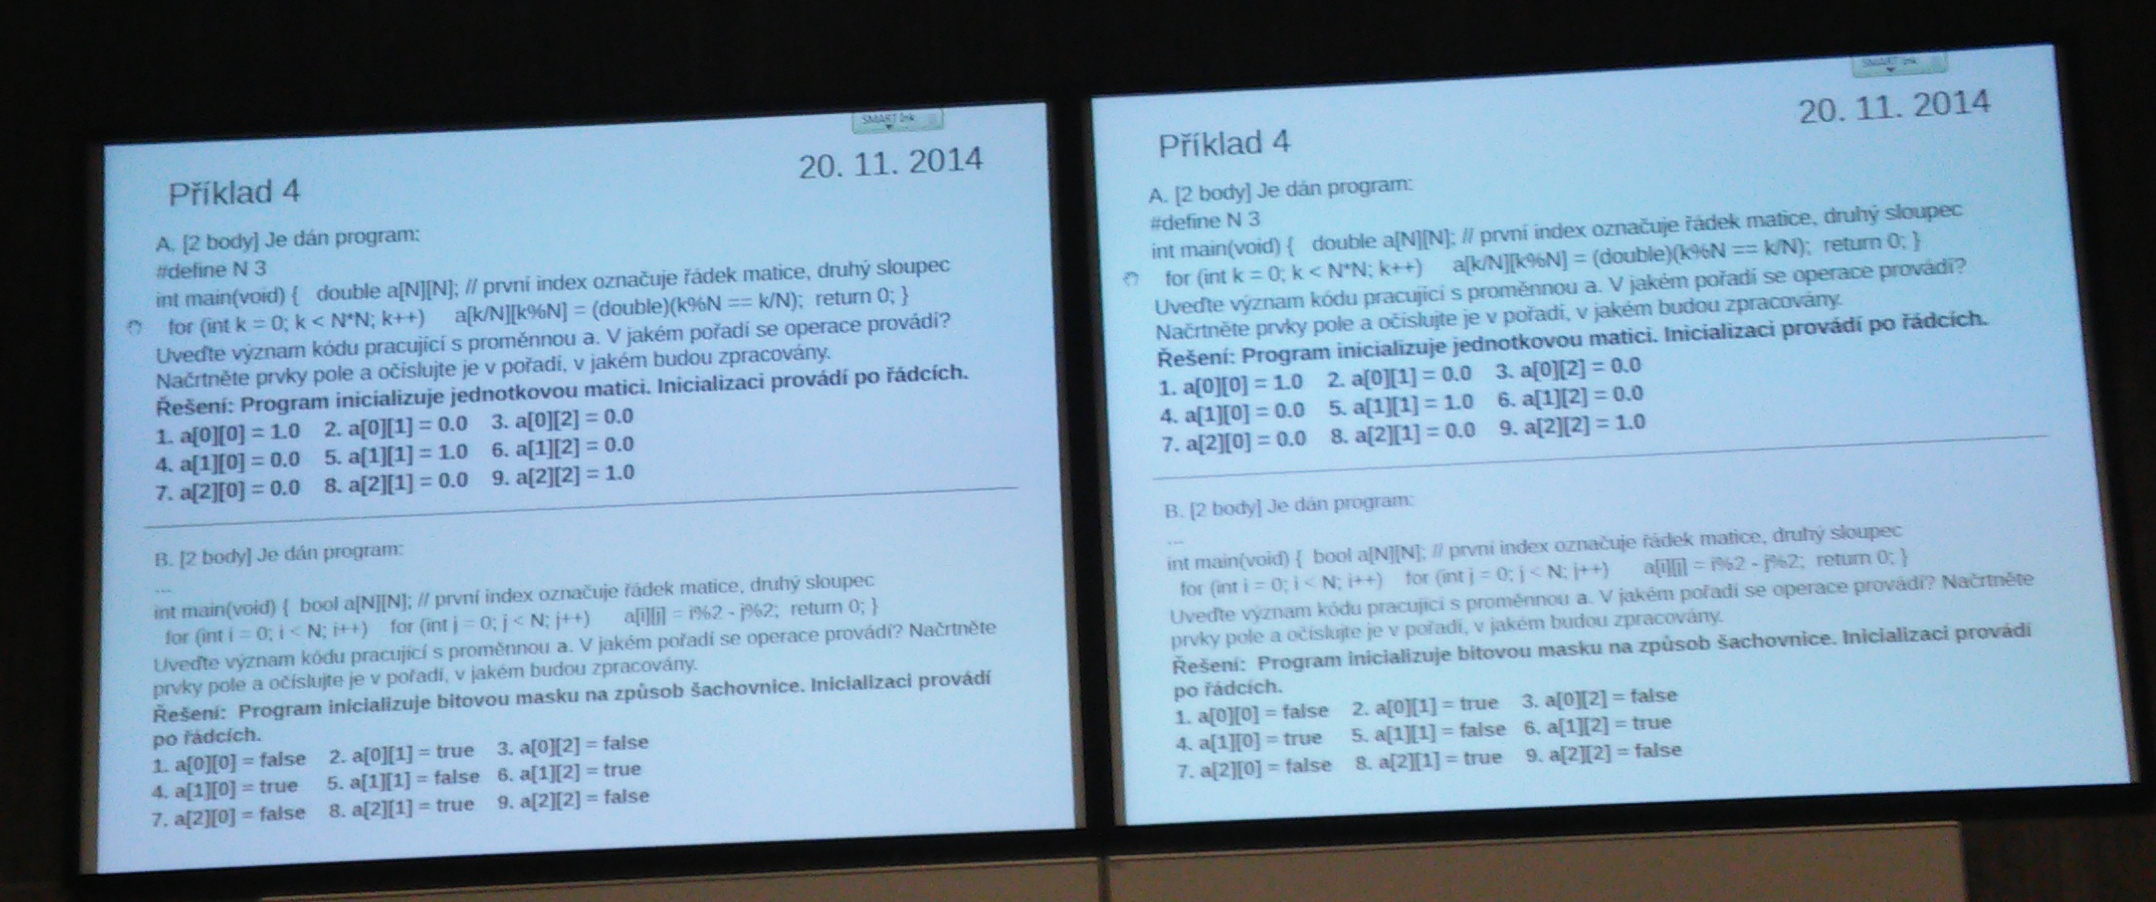 SMART Ink
20. 11. 2014
Příklad 4
A. [2 body] Je dán program:
#define N 3
int main(void) { double a[N][N]; // první index označuje řádek matice, druhý sloupec
for (int k = 0; k < N*N; k++) a[k/N][k%N] = (double)(k%N == k/N); return 0; }
Uveďte význam kódu pracující s proměnnou a. V jakém pořadí se operace provádí?
Načrtněte prvky pole a očíslujte je v pořadí, v jakém budou zpracovány.
Řešení: Program inicializuje jednotkovou matici. Inicializaci provádí po řádcích.
1. a[0][0] = 1.0 2. a[0][1] = 0.0 3. a[0][2] = 0.0
4. a[1][0] = 0.0 5. a[1][1] = 1.0 6. a[1][2] = 0.0
7. a[2][0] = 0.0 8. a[2][1] = 0.0 9. a[2][2] = 1.0
B. [2 body] Je dán program:
...
int main(void) { bool a[N][N]; // první index označuje řádek matice, druhý sloupec
for (int i = 0; i < N; i++) for (int j = 0; j < N; j++) a[i][j] = i%2 - j%2; return 0; }
Uveďte význam kódu pracující s proměnnou a. V jakém pořadí se operace provádí? Načrtněte
prvky pole a očíslujte je v pořadí, v jakém budou zpracovány.
Řešení: Program inicializuje bitovou masku na způsob šachovnice. Inicializaci provádí
po řádcích.
1. a[0][0] = false 2. a[0][1] = true 3. a[0][2] = false
4. a[1][0] = true 5. a[1][1] = false 6. a[1][2] = true
7. a[2][0] = false 8. a[2][1] = true 9. a[2][2] = false
SMART Ink
20. 11. 2014
Příklad 4
A. [2 body] Je dán program:
#define N 3
int main(void) { double a[N][N]; // první index označuje řádek matice, druhý sloupec
for (int k = 0; k < N*N; k++) a[k/N][k%N] = (double)(k%N == k/N); return 0; }
Uveďte význam kódu pracující s proměnnou a. V jakém pořadí se operace provádí?
Načrtněte prvky pole a očíslujte je v pořadí, v jakém budou zpracovány.
Řešení: Program inicializuje jednotkovou matici. Inicializaci provádí po řádcích.
1. a[0][0] = 1.0 2. a[0][1] = 0.0 3. a[0][2] = 0.0
4. a[1][0] = 0.0 5. a[1][1] = 1.0 6. a[1][2] = 0.0
7. a[2][0] = 0.0 8. a[2][1] = 0.0 9. a[2][2] = 1.0
B. [2 body] Je dán program:
...
int main(void) { bool a[N][N]; // první index označuje řádek matice, druhý sloupec
for (int i = 0; i < N; i++) for (int j = 0; j < N; j++) a[i][j] = i%2 - j%2; return 0; }
Uveďte význam kódu pracující s proměnnou a. V jakém pořadí se operace provádí? Načrtněte
prvky pole a očíslujte je v pořadí, v jakém budou zpracovány.
Řešení: Program inicializuje bitovou masku na způsob šachovnice. Inicializaci provádí
po řádcích.
1. a[0][0] = false 2. a[0][1] = true 3. a[0][2] = false
4. a[1][0] = true 5. a[1][1] = false 6. a[1][2] = true
7. a[2][0] = false 8. a[2][1] = true 9. a[2][2] = false